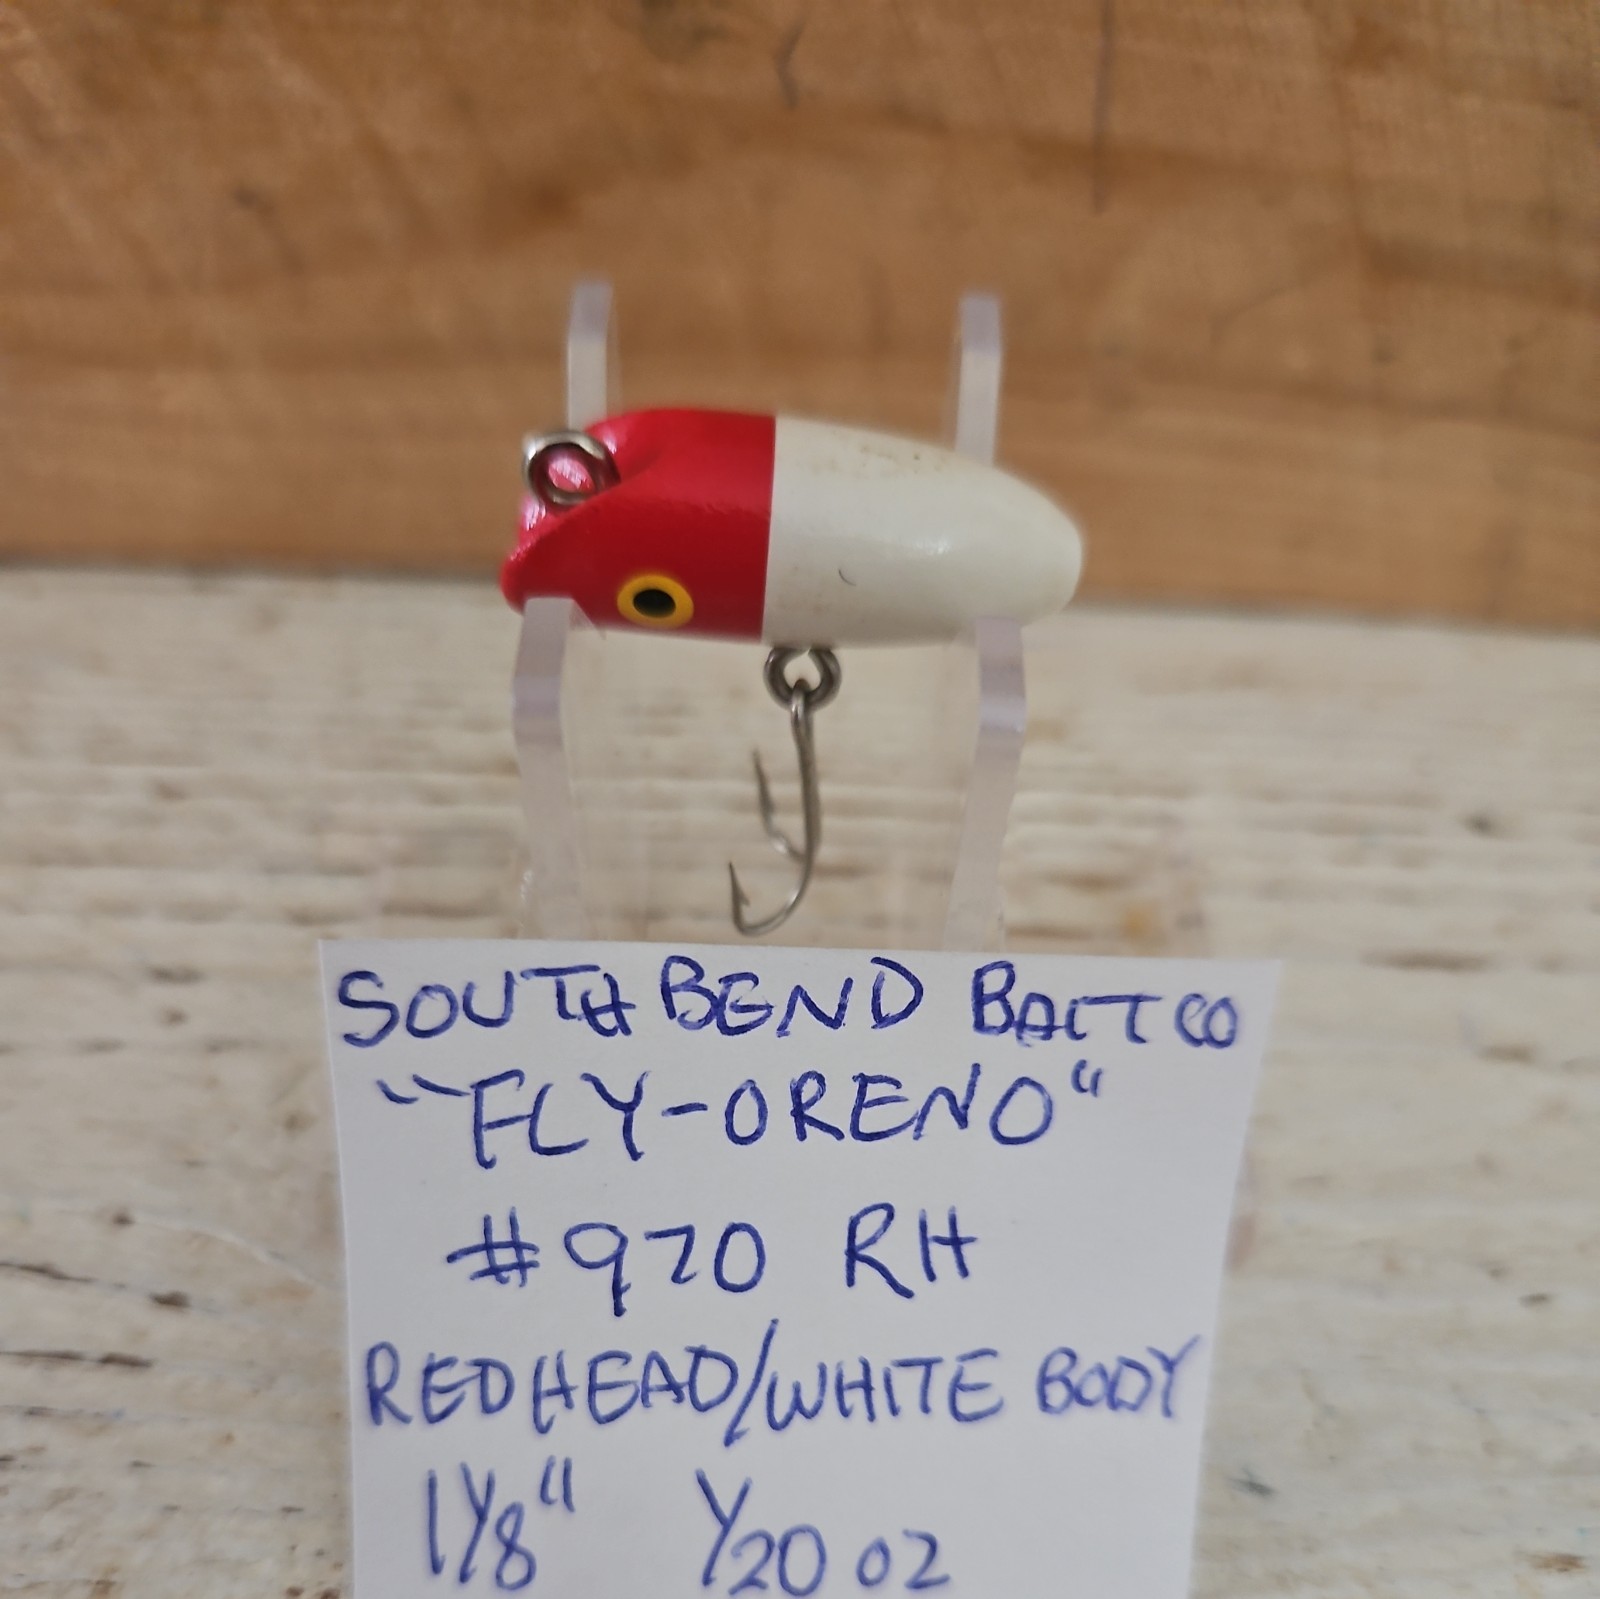 SOUTH BEND BAIT CO
"FLY-ORENO"
#970 RH
REDHEAD/WHITE BODY
1 1/8" 1/20 OZ